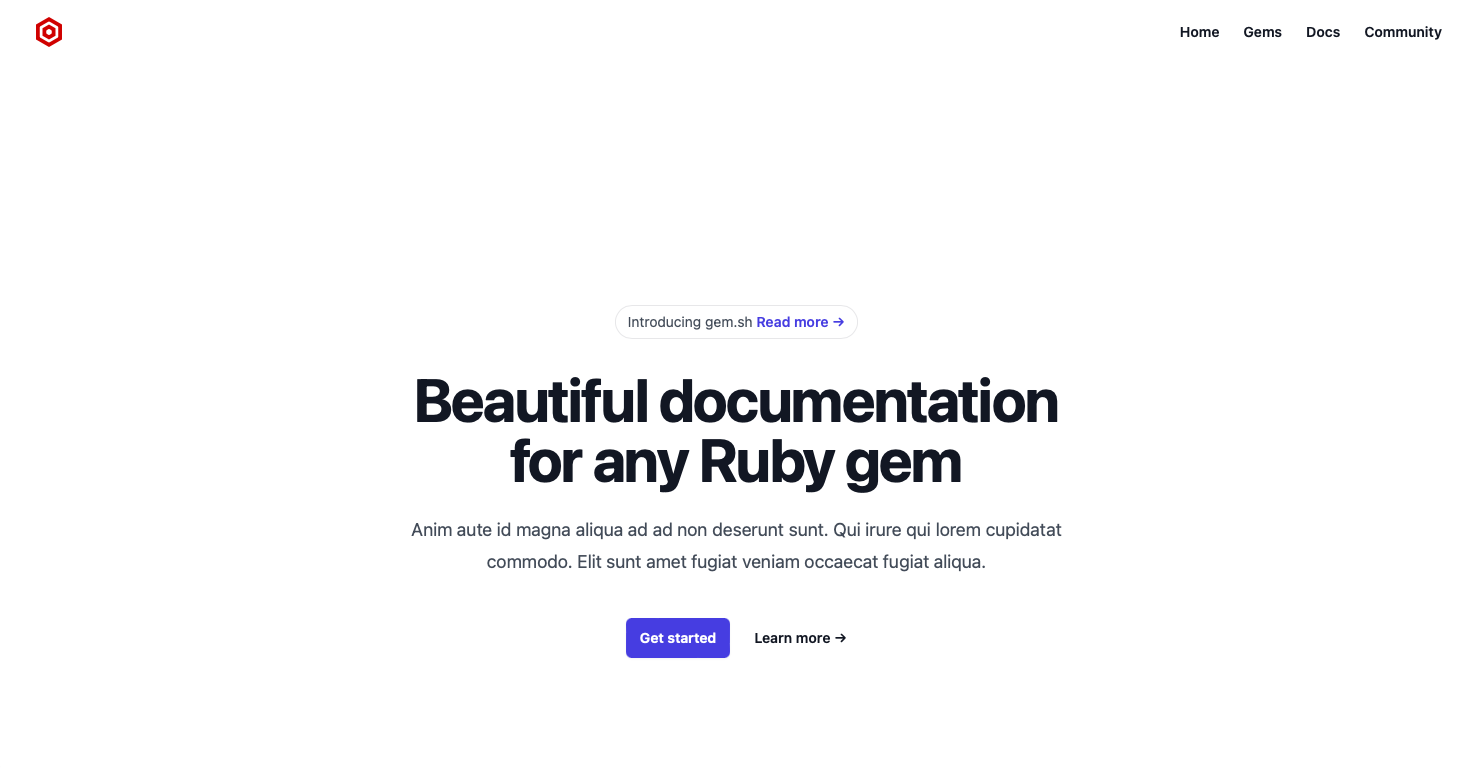 Home Gems Docs Community
Introducing gem.sh Read more →
Beautiful documentation
for any Ruby gem
Anim aute id magna aliqua ad ad non deserunt sunt. Qui irure qui lorem cupidatat
commodo. Elit sunt amet fugiat veniam occaecat fugiat aliqua.
Get started Learn more →